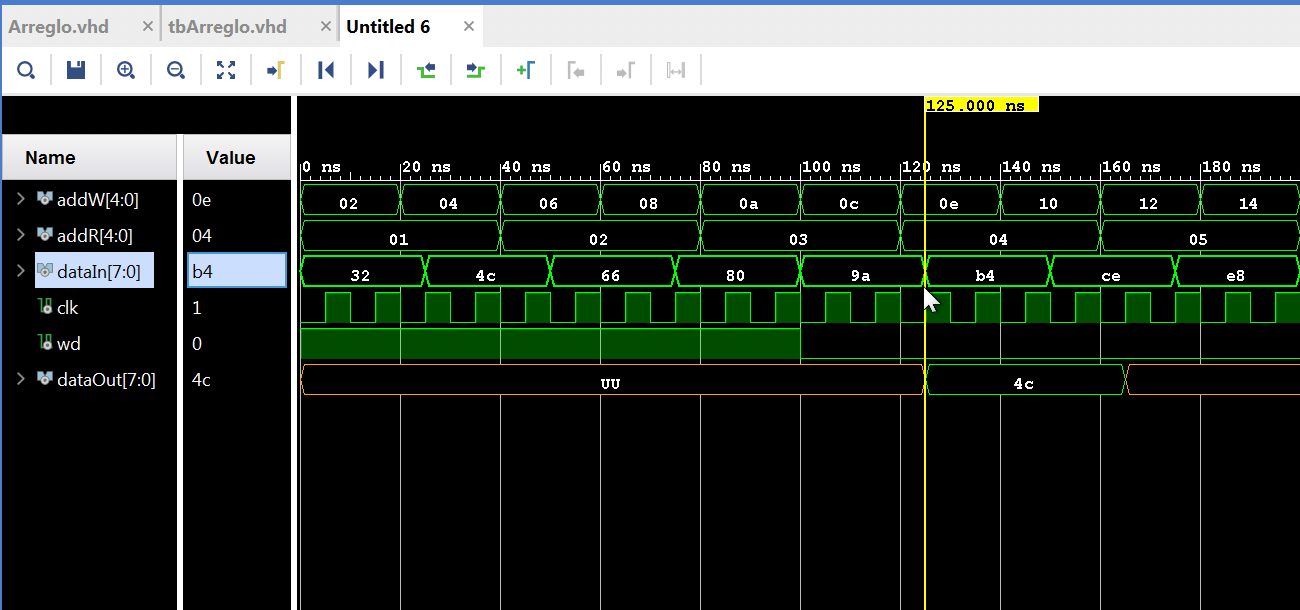 Arreglo.vhd × tbArreglo.vhd × Untitled 6 ×
125.000 ns
Name Value
0 ns 20 ns 40 ns 60 ns 80 ns 100 ns 120 ns 140 ns 160 ns 180 ns
addW[4:0] 0e 02 04 06 08 0a 0c 0e 10 12 14
addR[4:0] 04 01 02 03 04 05
dataIn[7:0] b4 32 4c 66 80 9a b4 ce e8
clk 1
wd 0
dataOut[7:0] 4c UU 4c